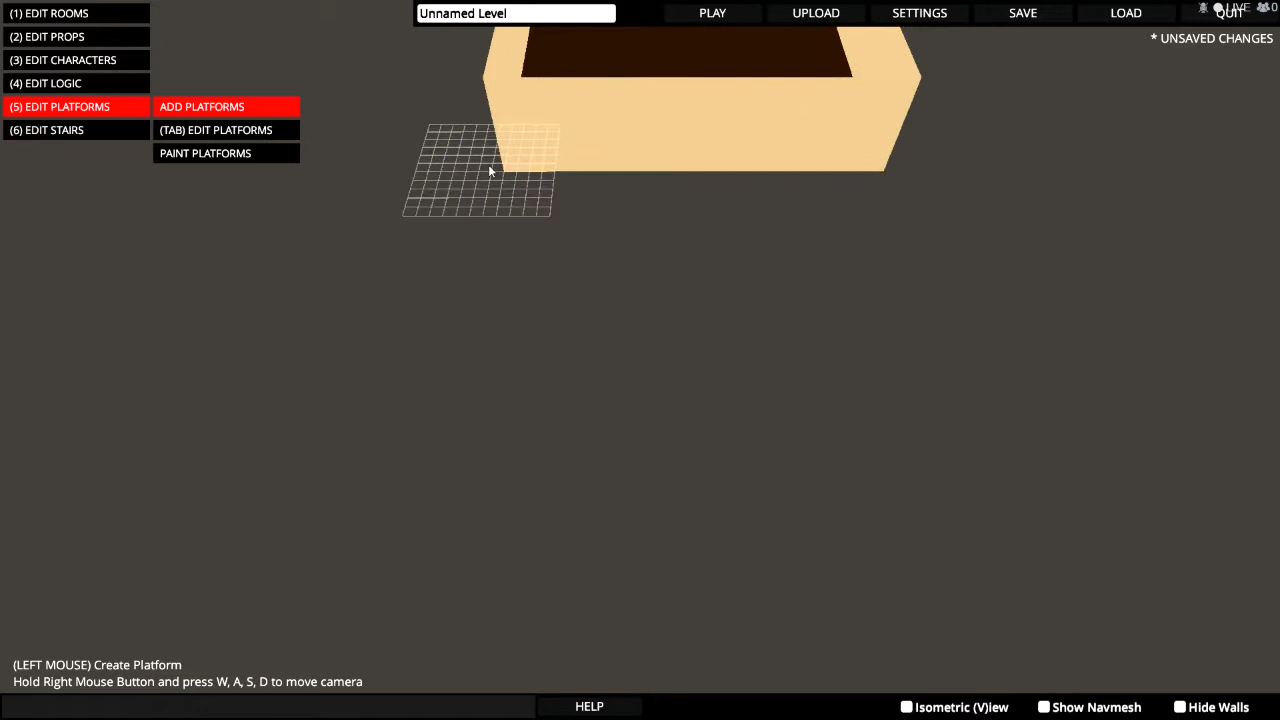 (1) EDIT ROOMS
(2) EDIT PROPS
(3) EDIT CHARACTERS
(4) EDIT LOGIC
(5) EDIT PLATFORMS
(6) EDIT STAIRS
ADD PLATFORMS
(TAB) EDIT PLATFORMS
PAINT PLATFORMS
Unnamed Level
PLAY
UPLOAD
SETTINGS
SAVE
LOAD
* UNSAVED CHANGES
(LEFT MOUSE) Create Platform
Hold Right Mouse Button and press W, A, S, D to move camera
HELP
Isometric (V)iew
Show Navmesh
Hide Walls